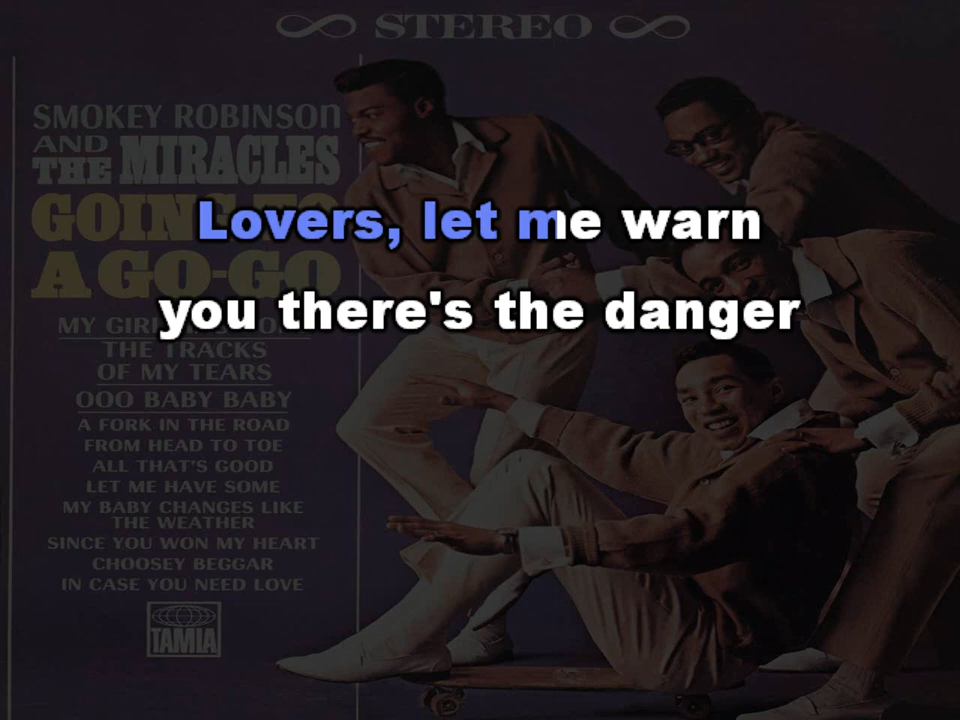 STEREO
SMOKEY ROBINSON
AND
THE MIRACLES
GOING TO
A GO-GO
Lovers, let me warn
you there's the danger
MY GIRL
THE TRACKS
OF MY TEARS
OOO BABY BABY
A FORK IN THE ROAD
FROM HEAD TO TOE
ALL THAT'S GOOD
LET ME HAVE SOME
MY BABY CHANGES LIKE
THE WEATHER
SINCE YOU WON MY HEART
CHOOSEY BEGGAR
IN CASE YOU NEED LOVE
TAMLA